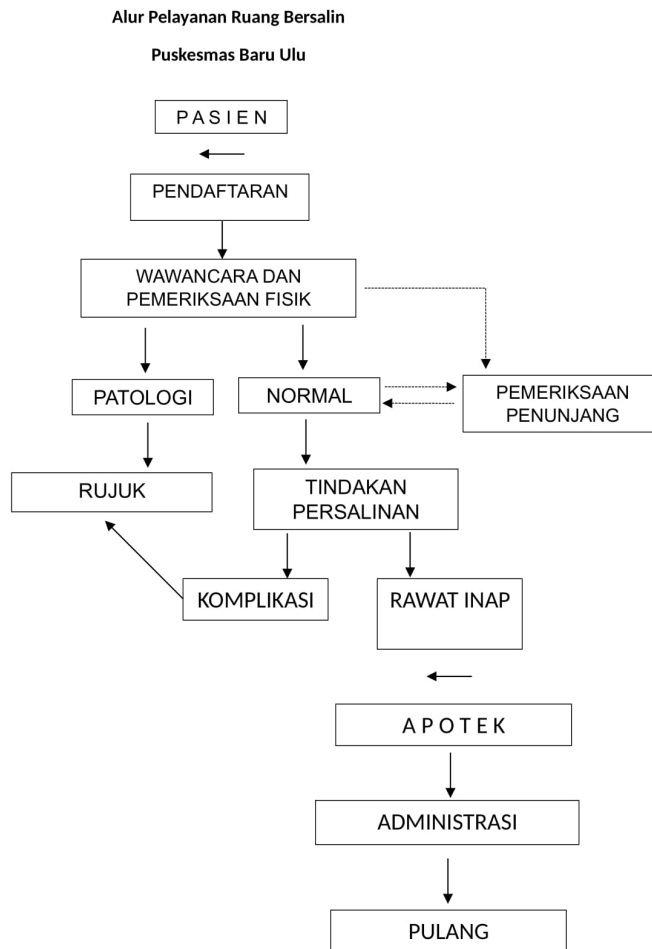 Alur Pelayanan Ruang Bersalin
Puskesmas Baru Ulu
P A S I E N
PENDAFTARAN
WAWANCARA DAN
PEMERIKSAAN FISIK
PATOLOGI
NORMAL
PEMERIKSAAN
PENUNJANG
RUJUK
TINDAKAN
PERSALINAN
KOMPLIKASI
RAWAT INAP
A P O T E K
ADMINISTRASI
PULANG